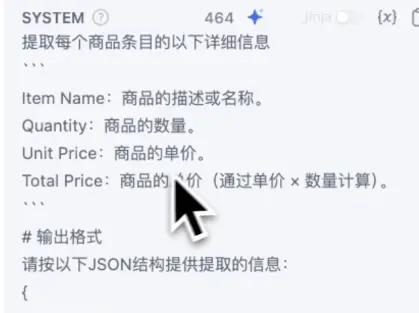 SYSTEM 464 Jinja {x}
提取每个商品条目的以下详细信息
```
Item Name：商品的描述或名称。
Quantity：商品的数量。
Unit Price：商品的单价。
Total Price：商品的 价（通过单价 × 数量计算）。
```
# 输出格式
请按以下JSON结构提供提取的信息：
{